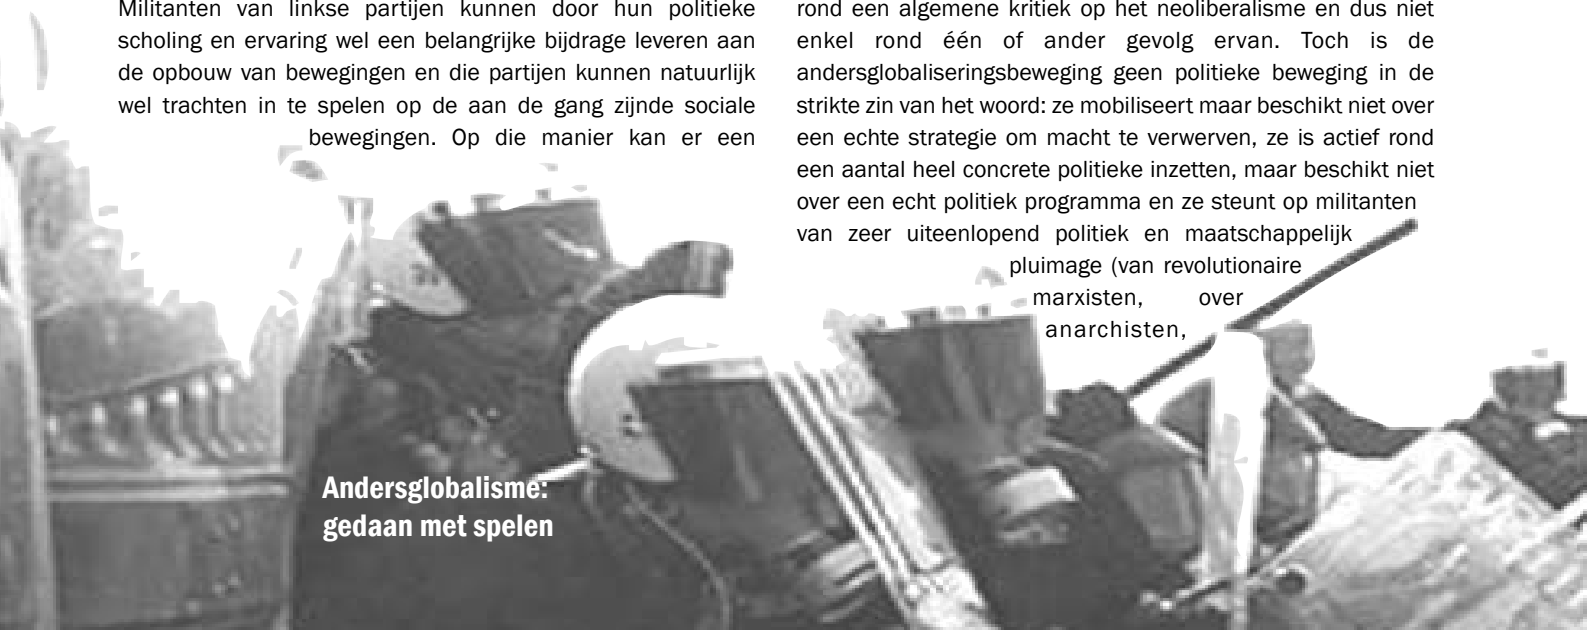 Militanten van linkse partijen kunnen door hun politieke
scholing en ervaring wel een belangrijke bijdrage leveren aan
de opbouw van bewegingen en die partijen kunnen natuurlijk
wel trachten in te spelen op de aan de gang zijnde sociale
bewegingen. Op die manier kan er een
rond een algemene kritiek op het neoliberalisme en dus niet
enkel rond één of ander gevolg ervan. Toch is de
andersglobaliseringsbeweging geen politieke beweging in de
strikte zin van het woord: ze mobiliseert maar beschikt niet over
een echte strategie om macht te verwerven, ze is actief rond
een aantal heel concrete politieke inzetten, maar beschikt niet
over een echt politiek programma en ze steunt op militanten
van zeer uiteenlopend politiek en maatschappelijk
pluimage (van revolutionaire
marxisten, over
anarchisten,
Andersglobalisme:
gedaan met spelen